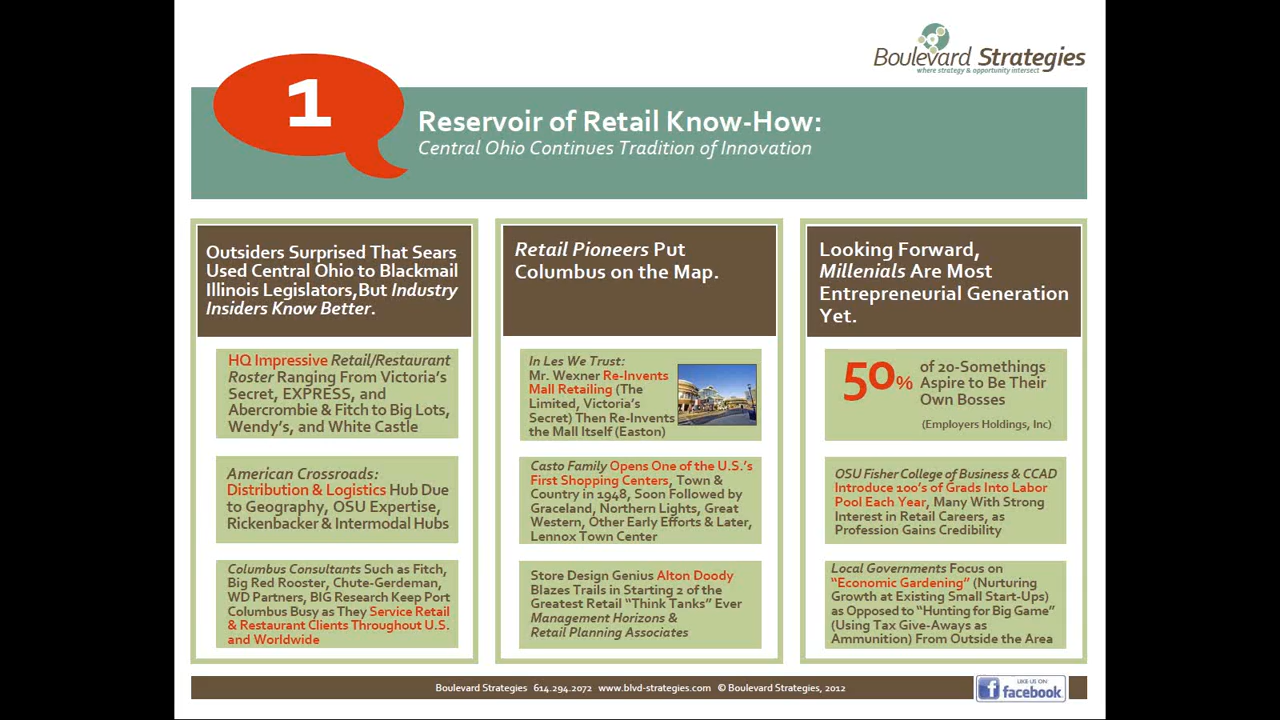 Boulevard Strategies
where strategy & opportunity intersect
1
Reservoir of Retail Know-How:
Central Ohio Continues Tradition of Innovation
Outsiders Surprised That Sears
Used Central Ohio to Blackmail
Illinois Legislators,But Industry
Insiders Know Better.
HQ Impressive Retail/Restaurant
Roster Ranging From Victoria's
Secret, EXPRESS, and
Abercrombie & Fitch to Big Lots,
Wendy's, and White Castle
American Crossroads:
Distribution & Logistics Hub Due
to Geography, OSU Expertise,
Rickenbacker & Intermodal Hubs
Columbus Consultants Such as Fitch,
Big Red Rooster, Chute-Gerdeman,
WD Partners, BIG Research Keep Port
Columbus Busy as They Service Retail
& Restaurant Clients Throughout U.S.
and Worldwide
Retail Pioneers Put
Columbus on the Map.
In Les We Trust:
Mr. Wexner Re-Invents
Mall Retailing (The
Limited, Victoria's
Secret) Then Re-Invents
the Mall Itself (Easton)
Casto Family Opens One of the U.S.'s
First Shopping Centers, Town &
Country in 1948, Soon Followed by
Graceland, Northern Lights, Great
Western, Other Early Efforts & Later,
Lennox Town Center
Store Design Genius Alton Doody
Blazes Trails in Starting 2 of the
Greatest Retail "Think Tanks" Ever
Management Horizons &
Retail Planning Associates
Looking Forward,
Millenials Are Most
Entrepreneurial Generation
Yet.
50% of 20-Somethings
Aspire to Be Their
Own Bosses
(Employers Holdings, Inc)
OSU Fisher College of Business & CCAD
Introduce 100's of Grads Into Labor
Pool Each Year, Many With Strong
Interest in Retail Careers, as
Profession Gains Credibility
Local Governments Focus on
"Economic Gardening" (Nurturing
Growth at Existing Small Start-Ups)
as Opposed to "Hunting for Big Game"
(Using Tax Give-Aways as
Ammunition) From Outside the Area
Boulevard Strategies 614.294.2072 www.blvd-strategies.com © Boulevard Strategies, 2012
LIKE US ON
facebook